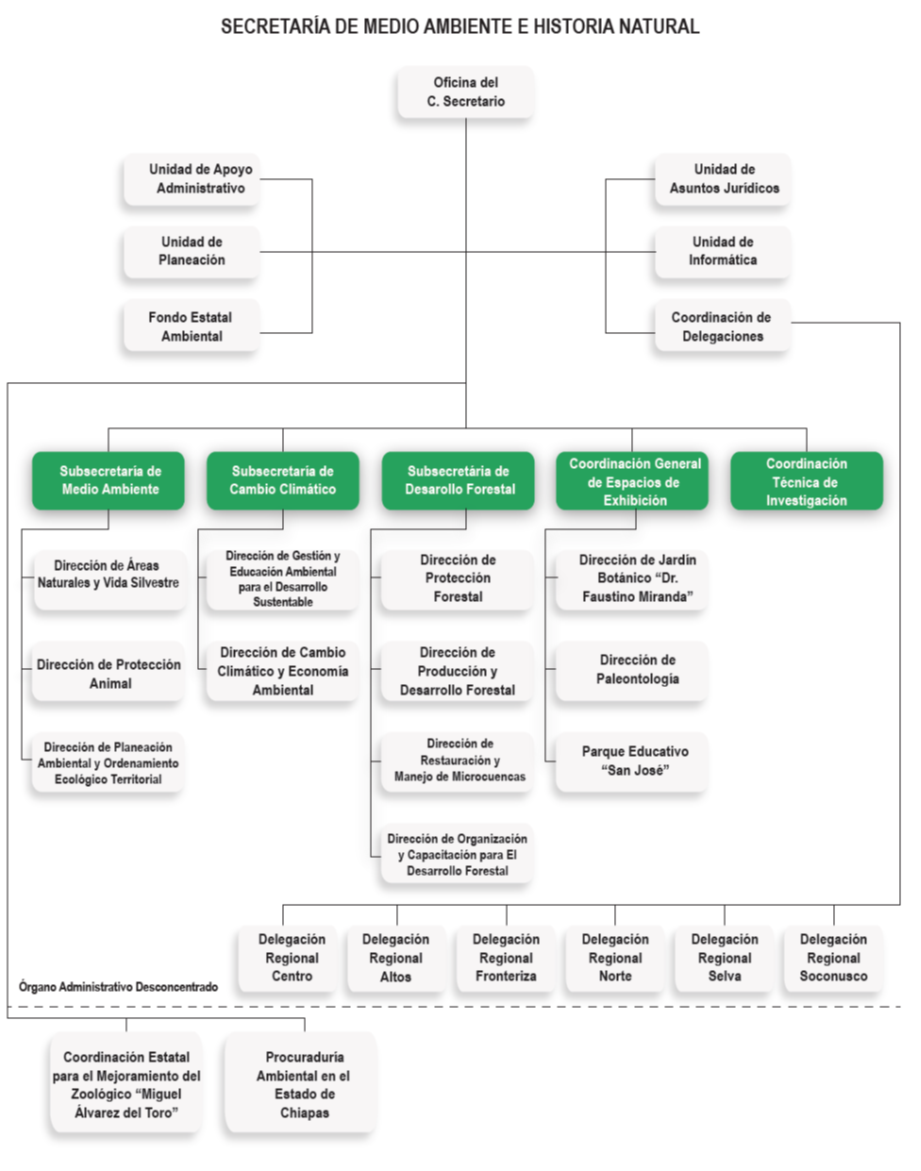 SECRETARÍA DE MEDIO AMBIENTE E HISTORIA NATURAL
Oficina del
C. Secretario
Unidad de Apoyo
Administrativo
Unidad de
Asuntos Jurídicos
Unidad de
Planeación
Unidad de
Informática
Fondo Estatal
Ambiental
Coordinación de
Delegaciones
Subsecretaría de
Medio Ambiente
Subsecretaría de
Cambio Climático
Subsecretáría de
Desarollo Forestal
Coordinación General
de Espacios de
Exhibición
Coordinación
Técnica de
Investigación
Dirección de Áreas
Naturales y Vida Silvestre
Dirección de Protección
Animal
Dirección de Planeación
Ambiental y Ordenamiento
Ecológico Territorial
Dirección de Gestión y
Educación Ambiental
para el Desarrollo
Sustentable
Dirección de Cambio
Climático y Economía
Ambiental
Dirección de
Protección
Forestal
Dirección de
Producción y
Desarrollo Forestal
Dirección de
Restauración y
Manejo de Microcuencas
Dirección de Organización
y Capacitación para El
Desarrollo Forestal
Dirección de Jardín
Botánico “Dr.
Faustino Miranda”
Dirección de
Paleontología
Parque Educativo
“San José”
Delegación
Regional
Centro
Delegación
Regional
Altos
Delegación
Regional
Fronteriza
Delegación
Regional
Norte
Delegación
Regional
Selva
Delegación
Regional
Soconusco
Órgano Administrativo Desconcentrado
Coordinación Estatal
para el Mejoramiento del
Zoológico “Miguel
Álvarez del Toro”
Procuraduría
Ambiental en el
Estado de
Chiapas